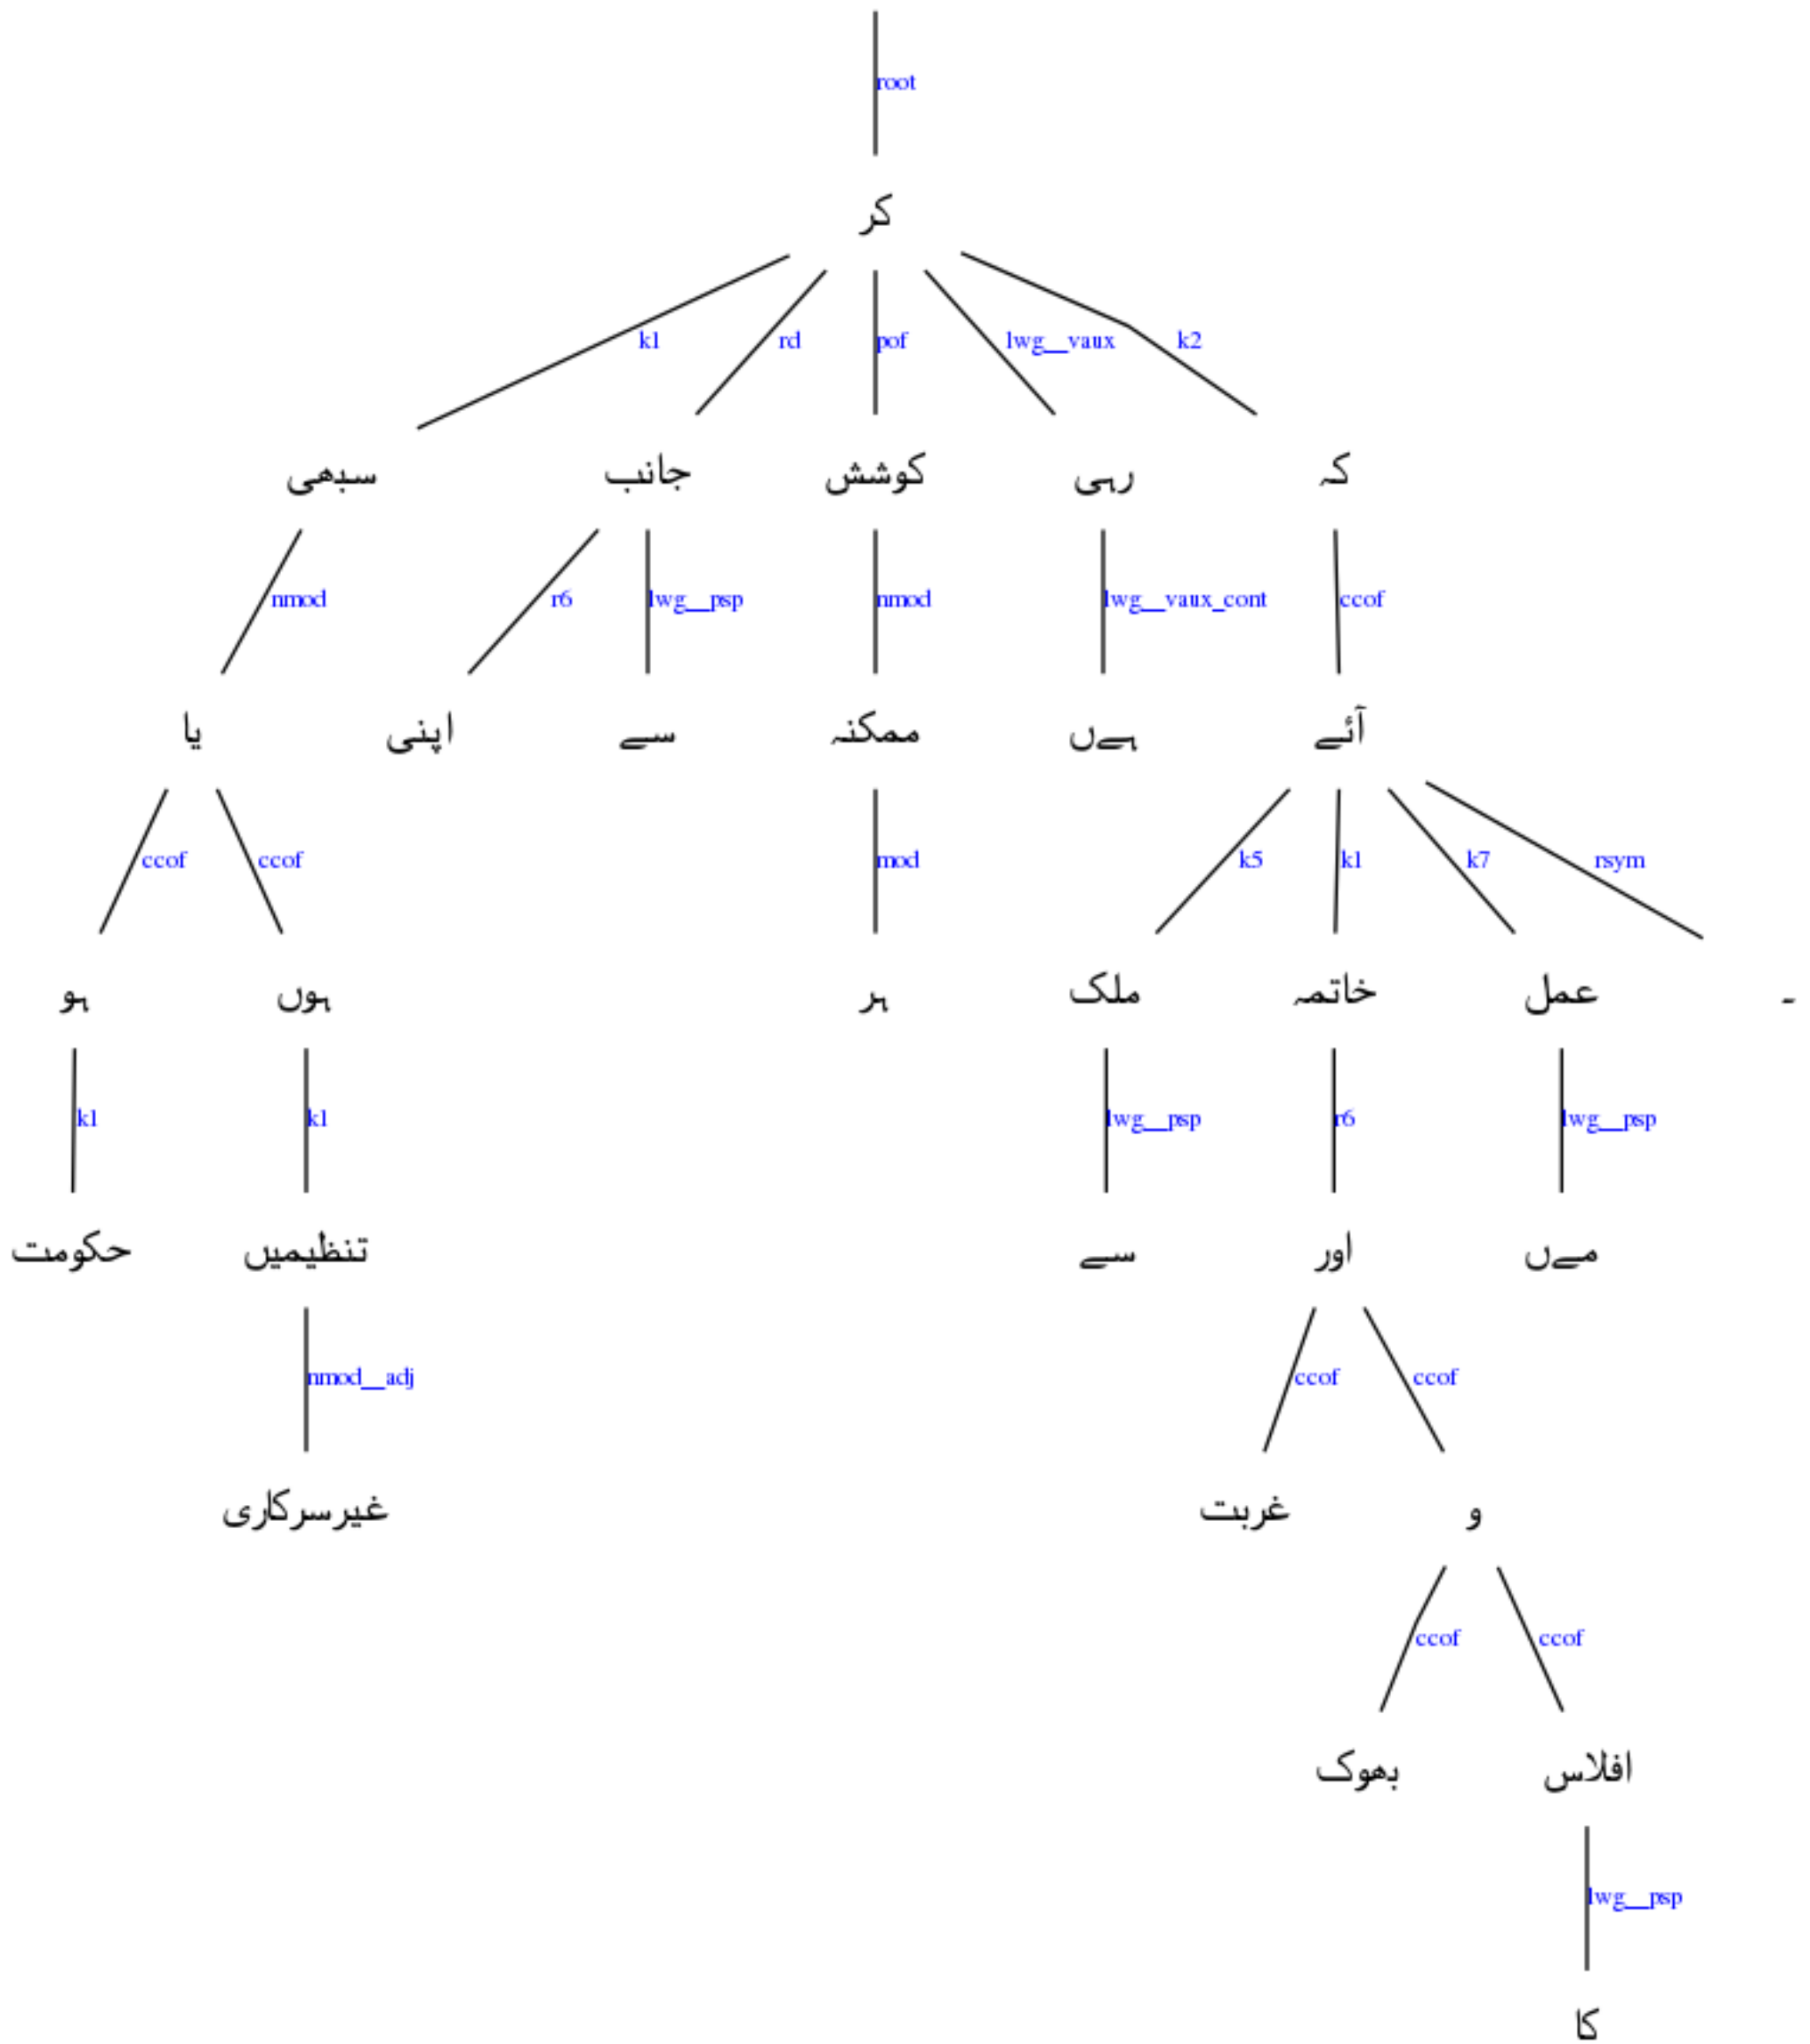 root
کر
k1 rd pof lwg__vaux k2
سبھی جانب کوشش رہی کہ
nmod r6 lwg__psp nmod lwg__vaux_cont ccof
یا اپنی سے ممکنہ ہےں آئے
ccof ccof mod k5 k1 k7 rsym
ہو ہوں ہر ملک خاتمہ عمل ۔
k1 k1 lwg__psp r6 lwg__psp
حکومت تنظیمیں سے اور مےں
nmod__adj ccof ccof
غیرسرکاری غربت و
ccof ccof
بھوک افلاس
lwg__psp
کا